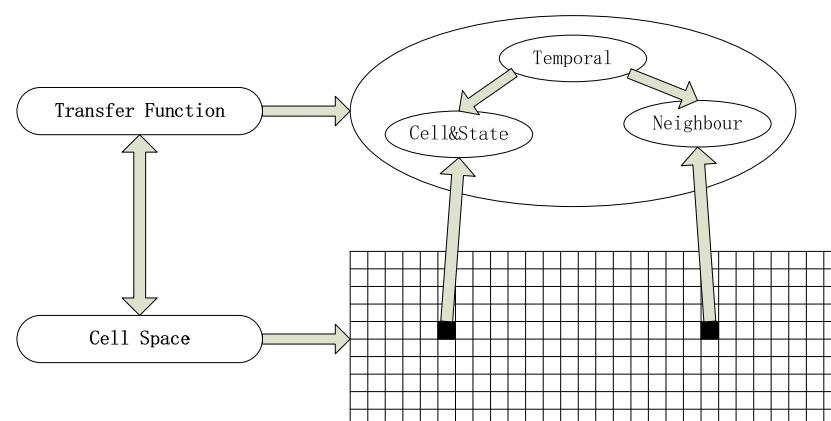 Temporal
Transfer Function
Cell&State
Neighbour
Cell Space